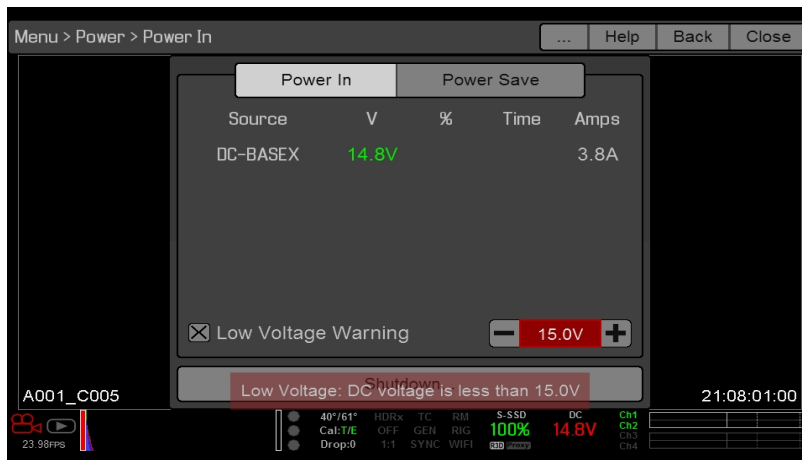 Menu > Power > Power In
... Help Back Close
Power In Power Save
Source V % Time Amps
DC-BASEX 14.8V 3.8A
Low Voltage Warning 15.0V
Shutdown...
Low Voltage: DC voltage is less than 15.0V
A001_C005 21:08:01:00
40°/61° HDRx TC RM S-SSD DC Ch1
Cal:T/E OFF GEN RIG 100% 14.8V Ch2
Ch3
23.98FPS Drop:0 1:1 SYNC WIFI R3D Proxy Ch4